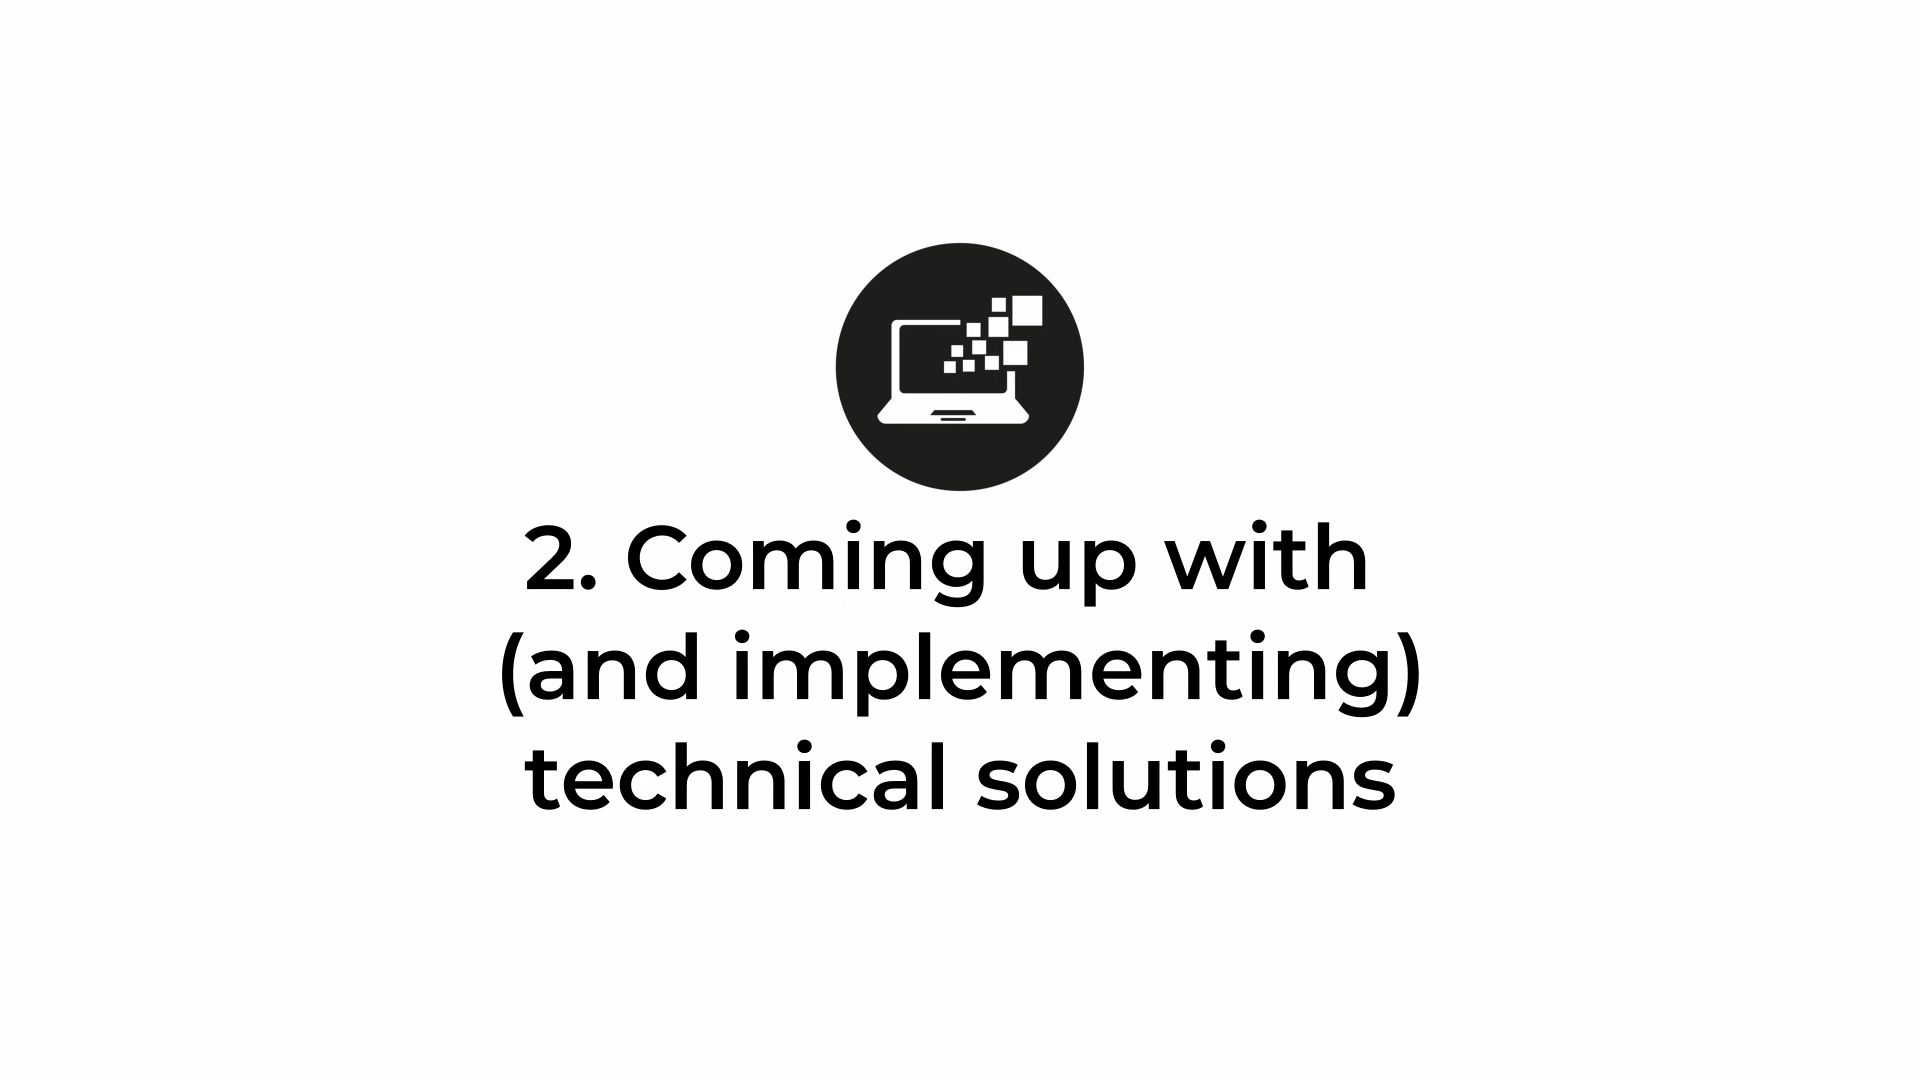 2. Coming up with
(and implementing)
technical solutions